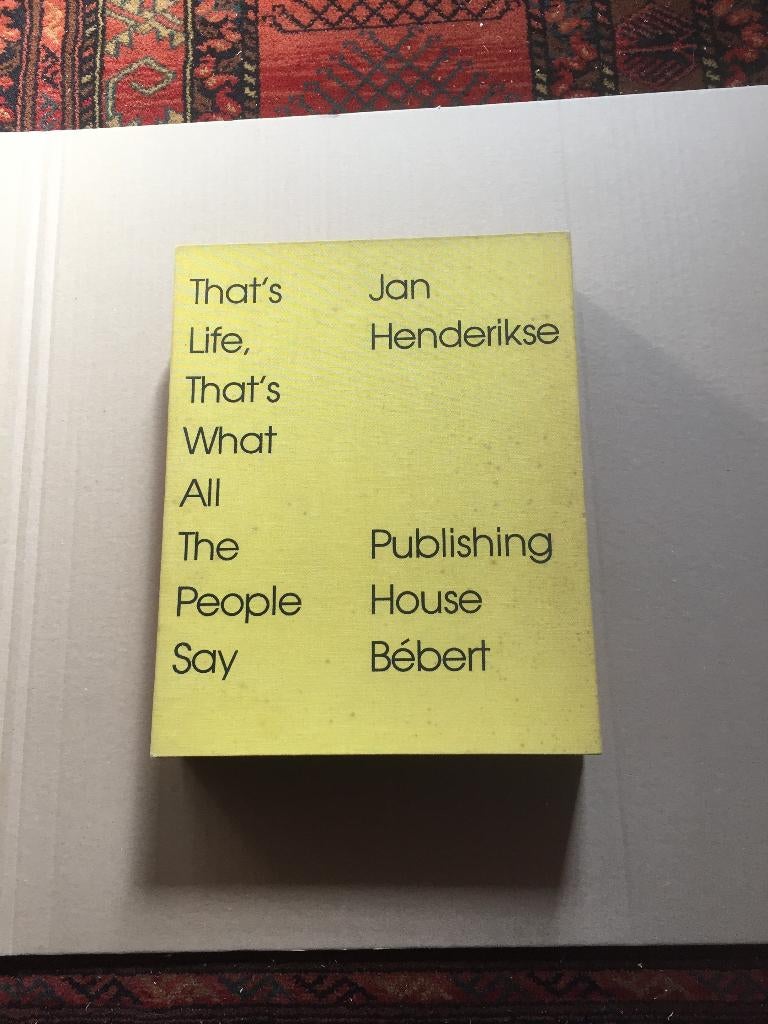 That's
Life,
That's
What
All
The
People
Say
Jan
Henderikse
Publishing
House
Bébert